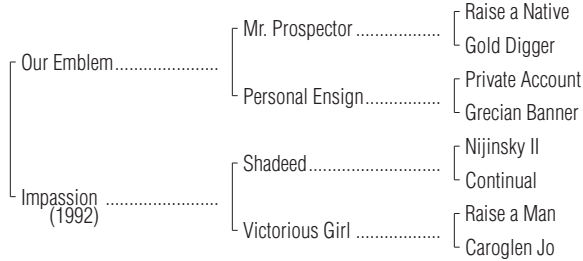 Raise a Native
Mr. Prospector ..................
Gold Digger
Our Emblem......................
Private Account
Personal Ensign................
Grecian Banner
Nijinsky II
Shadeed............................
Continual
Impassion ........................
(1992)
Raise a Man
Victorious Girl ..................
Caroglen Jo